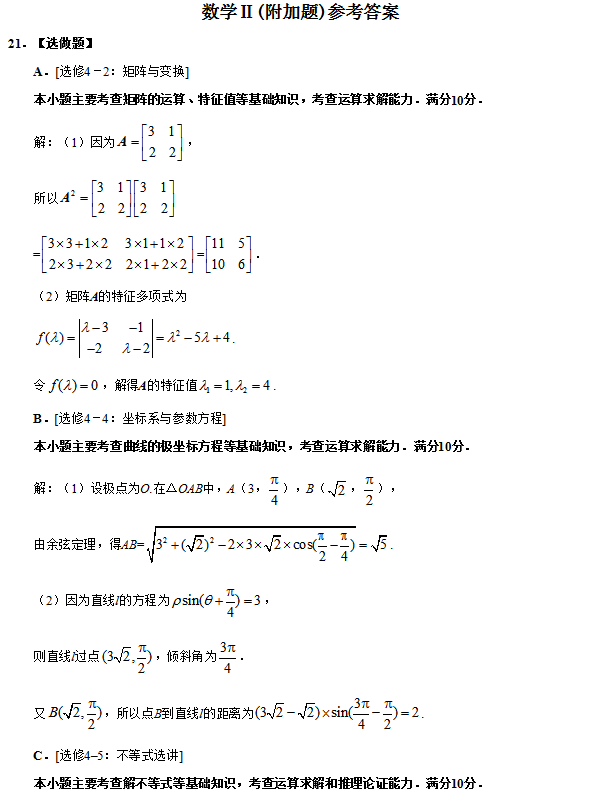 数学Ⅱ(附加题)参考答案
21．【选做题】
A．[选修4－2：矩阵与变换]
本小题主要考查矩阵的运算、特征值等基础知识，考查运算求解能力．满分10分．
解：（1）因为 A = [3 1; 2 2]，
所以 A² = [3 1; 2 2][3 1; 2 2]
= [3×3+1×2 3×1+1×2; 2×3+2×2 2×1+2×2] = [11 5; 10 6]．
（2）矩阵A的特征多项式为
f(λ) = |λ−3 −1; −2 λ−2| = λ²−5λ+4．
令 f(λ)=0，解得A的特征值λ₁=1, λ₂=4．
B．[选修4－4：坐标系与参数方程]
本小题主要考查曲线的极坐标方程等基础知识，考查运算求解能力．满分10分．
解：（1）设极点为O.在△OAB中，A（3，π/4），B（√2，π/2），
由余弦定理，得AB=√(3²+(√2)²−2×3×√2×cos(π/2−π/4))=√5．
（2）因为直线l的方程为ρsin(θ+π/4)=3，
则直线l过点(3√2,π/2)，倾斜角为3π/4．
又B(√2,π/2)，所以点B到直线l的距离为(3√2−√2)×sin(3π/4−π/2)=2．
C．[选修4–5：不等式选讲]
本小题主要考查解不等式等基础知识，考查运算求解和推理论证能力．满分10分．